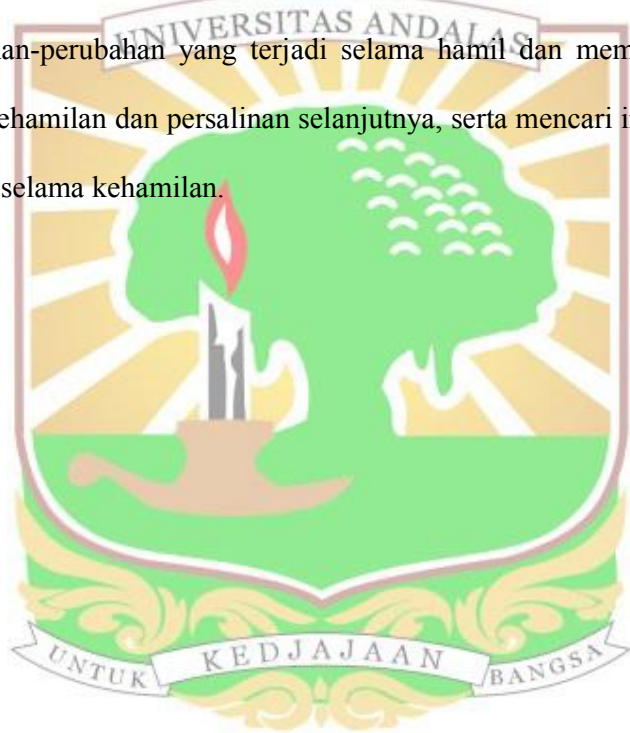 UNIVERSITAS ANDALAS
an-perubahan yang terjadi selama hamil dan mem
ehamilan dan persalinan selanjutnya, serta mencari i
selama kehamilan.
UNTUK KEDJAJAAN BANGSA